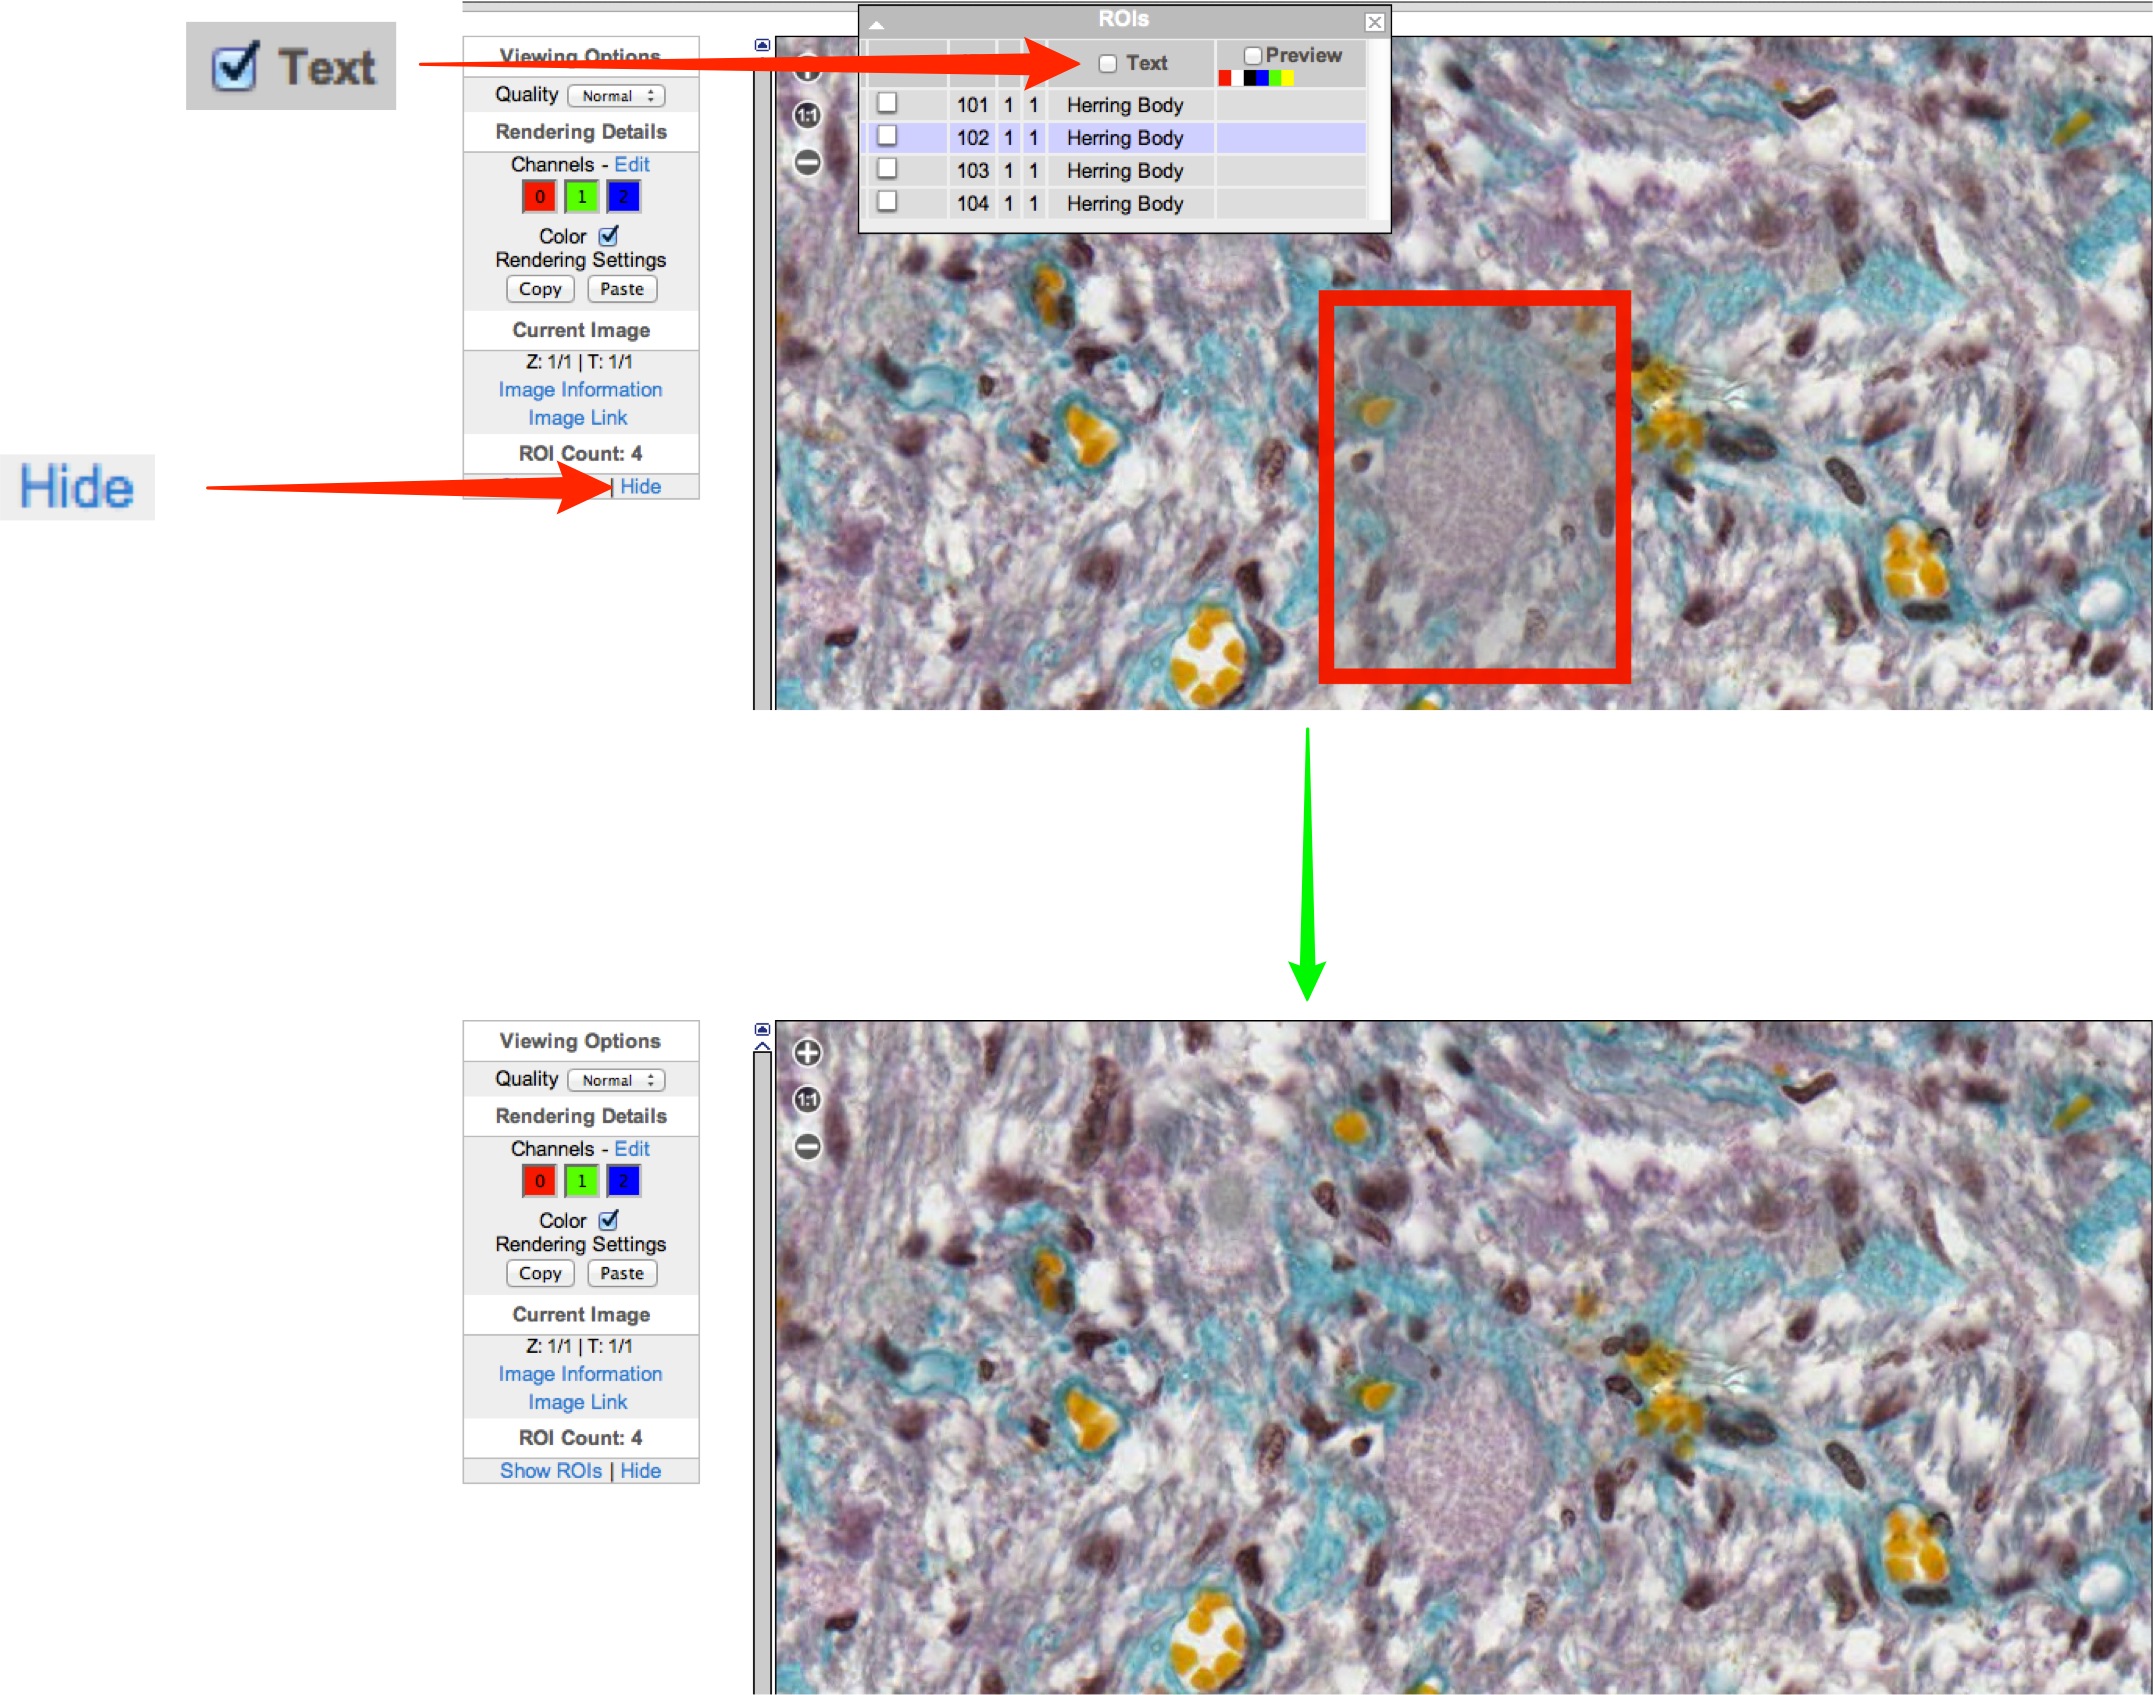 Text
Hide
Viewing Options
Quality Normal
Rendering Details
Channels - Edit
0 1 2
Color
Rendering Settings
Copy Paste
Current Image
Z: 1/1 | T: 1/1
Image Information
Image Link
ROI Count: 4
| Hide
ROIs
Text Preview
101 1 1 Herring Body
102 1 1 Herring Body
103 1 1 Herring Body
104 1 1 Herring Body
1:1
Viewing Options
Quality Normal
Rendering Details
Channels - Edit
0 1 2
Color
Rendering Settings
Copy Paste
Current Image
Z: 1/1 | T: 1/1
Image Information
Image Link
ROI Count: 4
Show ROIs | Hide
1:1